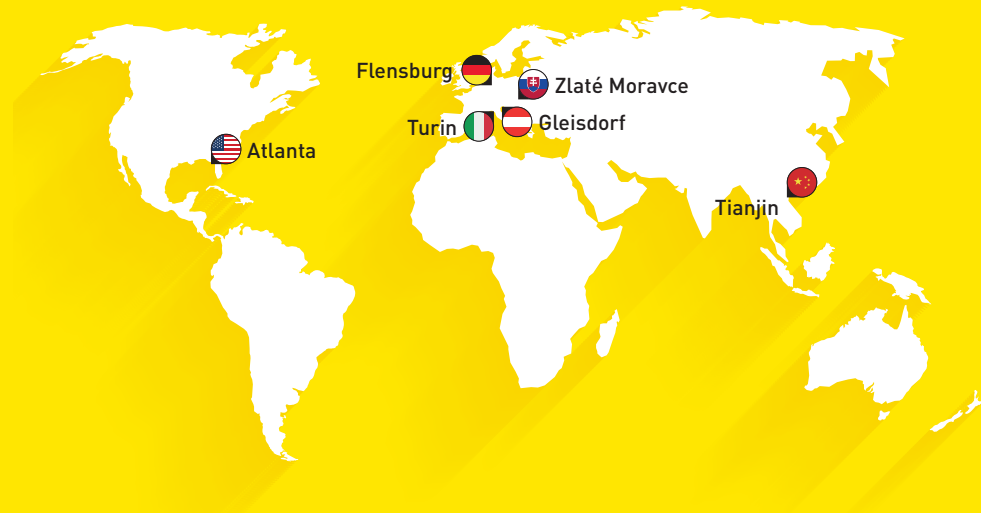 Flensburg
Zlaté Moravce
Turin
Gleisdorf
Atlanta
Tianjin